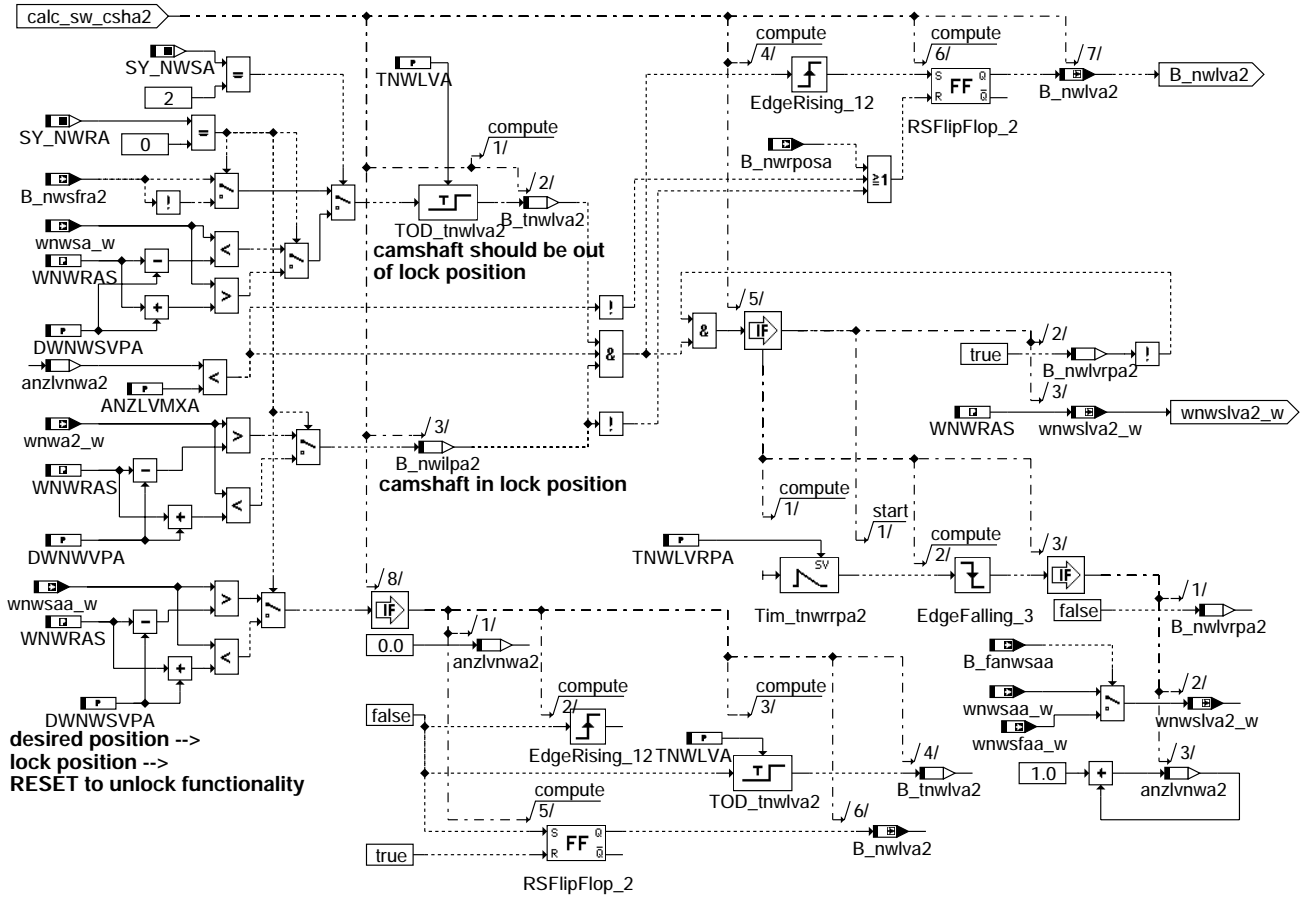 calc_sw_csha2
SY_NWSA
2
=
SY_NWRA
0
=
B_nwsfra2
!
wnwsa_w
WNWRAS
-
<
+
>
DWNWSVPA
anzlvnwa2
<
ANZLVMXA
wnwa2_w
>
WNWRAS
-
<
+
DWNWVPA
wnwsaa_w
>
WNWRAS
-
<
+
DWNWSVPA
desired position -->
lock position -->
RESET to unlock functionality
P
TNWLVA
compute
1/
T
TOD_tnwlva2
2/
B_tnwlva2
camshaft should be out
of lock position
3/
B_nwilpa2
camshaft in lock position
!
&
!
compute
4/
EdgeRising_12
compute
6/
S Q
FF
R Q
RSFlipFlop_2
7/
B_nwlva2
B_nwlva2
B_nwrposa
≥1
&
5/
IF
2/
true
B_nwlvrpa2
!
3/
WNWRAS
wnwslva2_w
wnwslva2_w
compute
1/
start
1/
compute
2/
3/
TNWLVRPA
SV
Tim_tnwrrpa2
EdgeFalling_3
IF
1/
false
B_nwlvrpa2
B_fanwsaa
2/
wnwsaa_w
wnwsfaa_w
wnwslva2_w
3/
1.0
+
anzlvnwa2
8/
IF
0.0
1/
anzlvnwa2
false
compute
2/
EdgeRising_12
compute
3/
TNWLVA
T
TOD_tnwlva2
4/
B_tnwlva2
compute
5/
S Q
FF
R Q
true
RSFlipFlop_2
6/
B_nwlva2